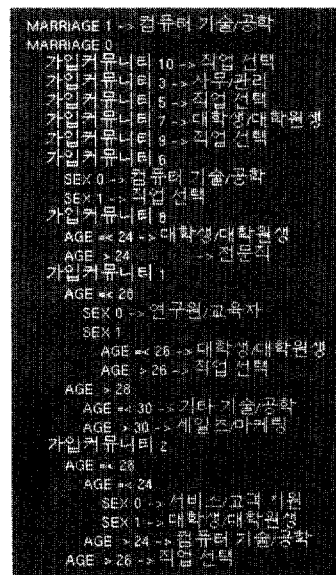 MARRIAGE 1 -> 컴퓨터 기술/공학
MARRIAGE 0
가입커뮤니티 10 -> 직업 선택
가입커뮤니티 3 -> 사무/관리
가입커뮤니티 5 -> 직업 선택
가입커뮤니티 7 -> 대학생/대학원생
가입커뮤니티 9 -> 직업 선택
가입커뮤니티 6
SEX 0 -> 컴퓨터 기술/공학
SEX 1 -> 직업 선택
가입커뮤니티 8
AGE =< 24 -> 대학생/대학원생
AGE > 24 -> 전문직
가입커뮤니티 1
AGE =< 28
SEX 0 -> 연구원/교육자
SEX 1
AGE =< 26 -> 대학생/대학원생
AGE > 26 -> 직업 선택
AGE > 28
AGE =< 30 -> 기타 기술/공학
AGE > 30 -> 세일즈/마케팅
가입커뮤니티 2
AGE =< 28
AGE =< 24
SEX 0 -> 서비스/고객 지원
SEX 1 -> 대학생/대학원생
AGE > 24 -> 컴퓨터 기술/공학
AGE > 28 -> 직업 선택